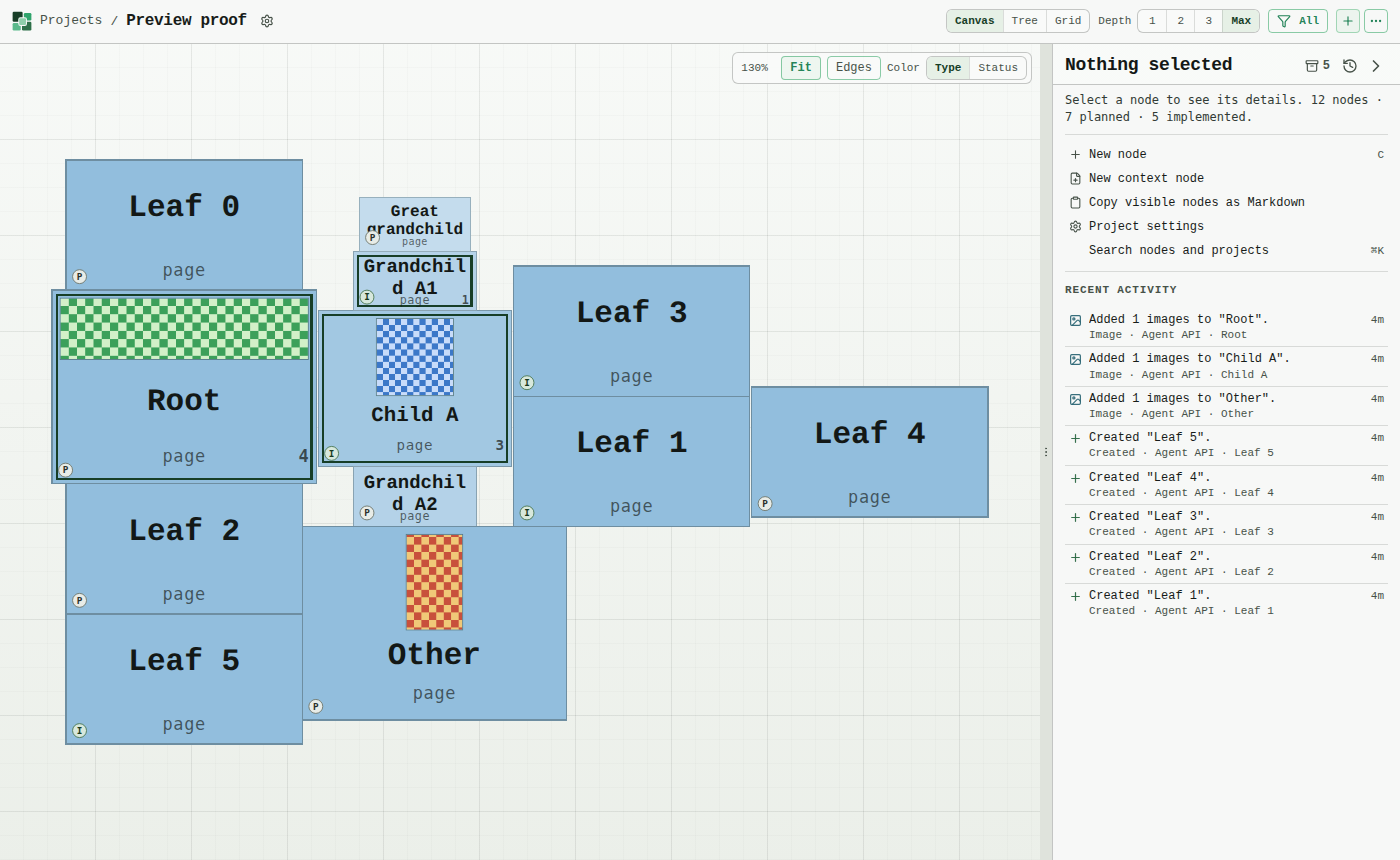 Projects / Preview proof
Canvas Tree Grid Depth 1 2 3 Max All
130% Fit Edges Color Type Status
Leaf 0
page
P
Root
page
4
P
Leaf 2
page
P
Leaf 5
page
I
Great
grandchild
page
P
Grandchil
d A1
page
1
I
Child A
page
3
I
Grandchil
d A2
page
P
Other
page
P
Leaf 3
page
I
Leaf 1
page
I
Leaf 4
page
P
Nothing selected 5
Select a node to see its details. 12 nodes ·
7 planned · 5 implemented.
New node C
New context node
Copy visible nodes as Markdown
Project settings
Search nodes and projects ⌘K
RECENT ACTIVITY
Added 1 images to "Root". 4m
Image · Agent API · Root
Added 1 images to "Child A". 4m
Image · Agent API · Child A
Added 1 images to "Other". 4m
Image · Agent API · Other
Created "Leaf 5". 4m
Created · Agent API · Leaf 5
Created "Leaf 4". 4m
Created · Agent API · Leaf 4
Created "Leaf 3". 4m
Created · Agent API · Leaf 3
Created "Leaf 2". 4m
Created · Agent API · Leaf 2
Created "Leaf 1". 4m
Created · Agent API · Leaf 1